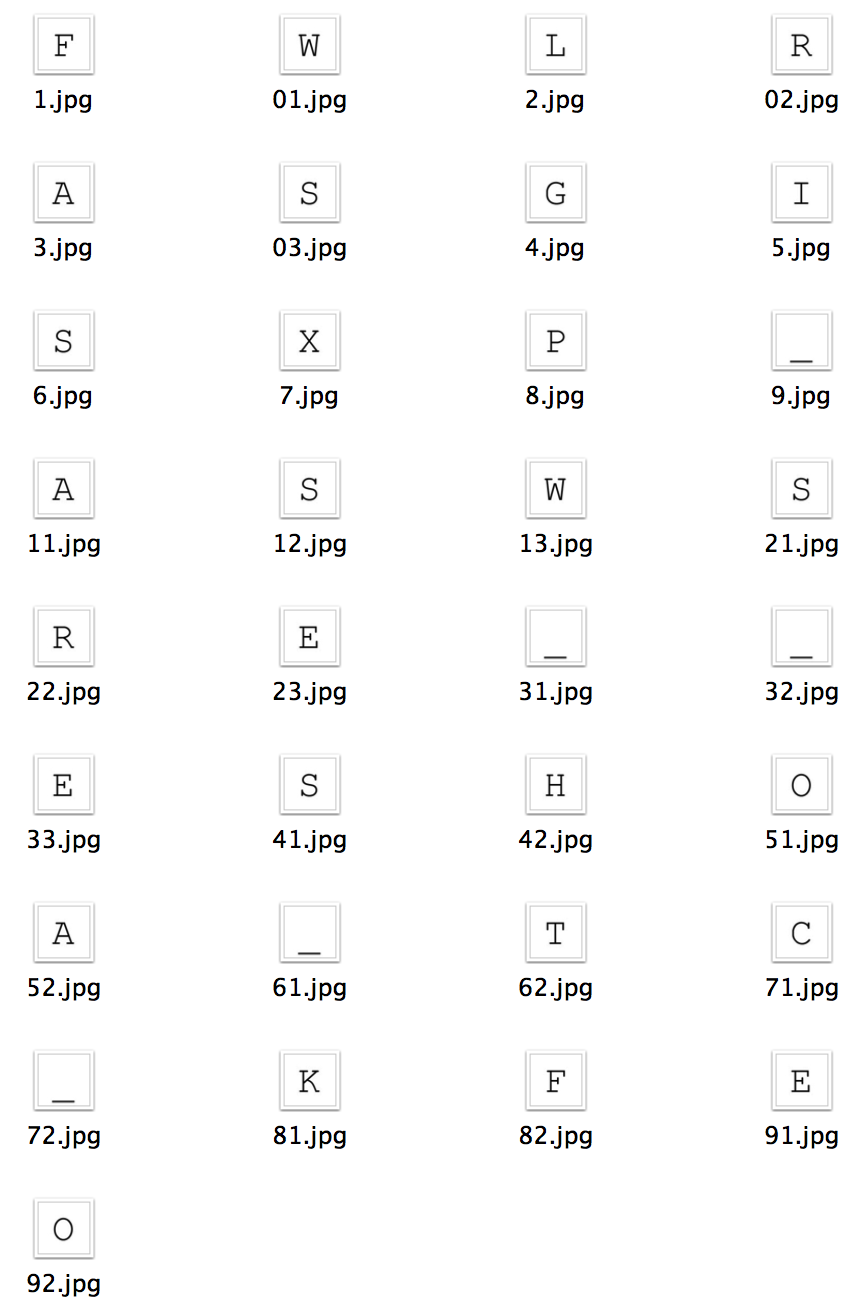 F W L R
1.jpg 01.jpg 2.jpg 02.jpg
A S G I
3.jpg 03.jpg 4.jpg 5.jpg
S X P _
6.jpg 7.jpg 8.jpg 9.jpg
A S W S
11.jpg 12.jpg 13.jpg 21.jpg
R E _ _
22.jpg 23.jpg 31.jpg 32.jpg
E S H O
33.jpg 41.jpg 42.jpg 51.jpg
A _ T C
52.jpg 61.jpg 62.jpg 71.jpg
_ K F E
72.jpg 81.jpg 82.jpg 91.jpg
O
92.jpg